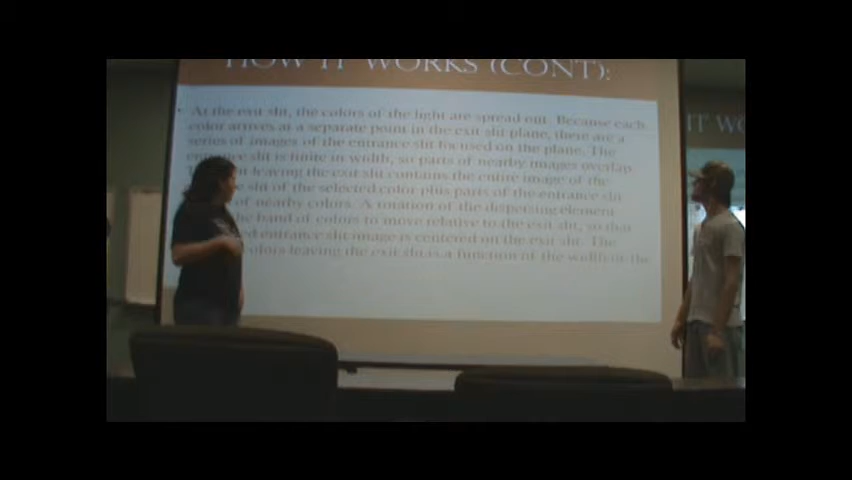 HOW IT WORKS (CONT):
• At the exit slit, the colors of the light are spread out. Because each
color arrives at a separate point in the exit slit plane, there are a
series of images of the entrance slit focused on the plane. The
entrance slit is finite in width, so parts of nearby images overlap.
leaving the exit slit contains the entire image of the
slit of the selected color plus parts of the entrance slit
of nearby colors. A rotation of the dispersing element
the band of colors to move relative to the exit slit, so that
entrance slit image is centered on the exit slit. The
colors leaving the exit slit is a function of the width of the
IT WO